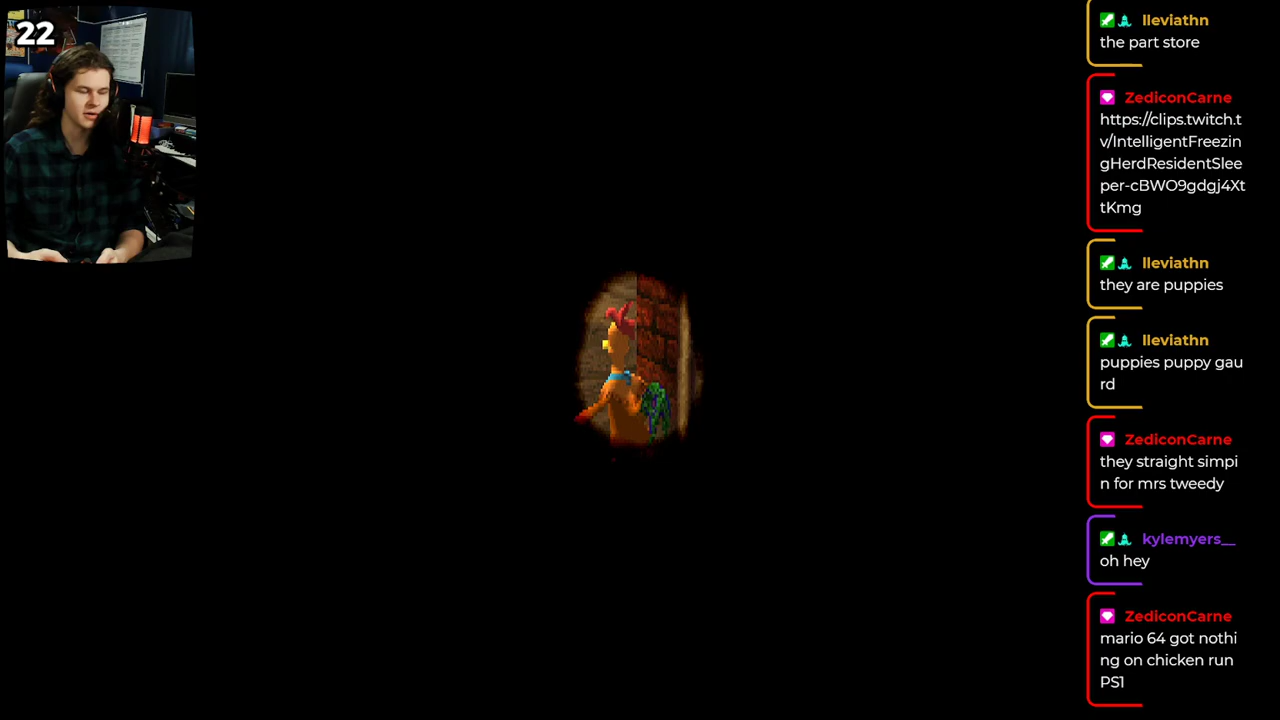 22
lleviathn
the part store
ZediconCarne
https://clips.twitch.t
v/IntelligentFreezin
gHerdResidentSlee
per-cBWO9gdgj4Xt
tKmg
lleviathn
they are puppies
lleviathn
puppies puppy gau
rd
ZediconCarne
they straight simpi
n for mrs tweedy
kylemyers__
oh hey
ZediconCarne
mario 64 got nothi
ng on chicken run
PS1